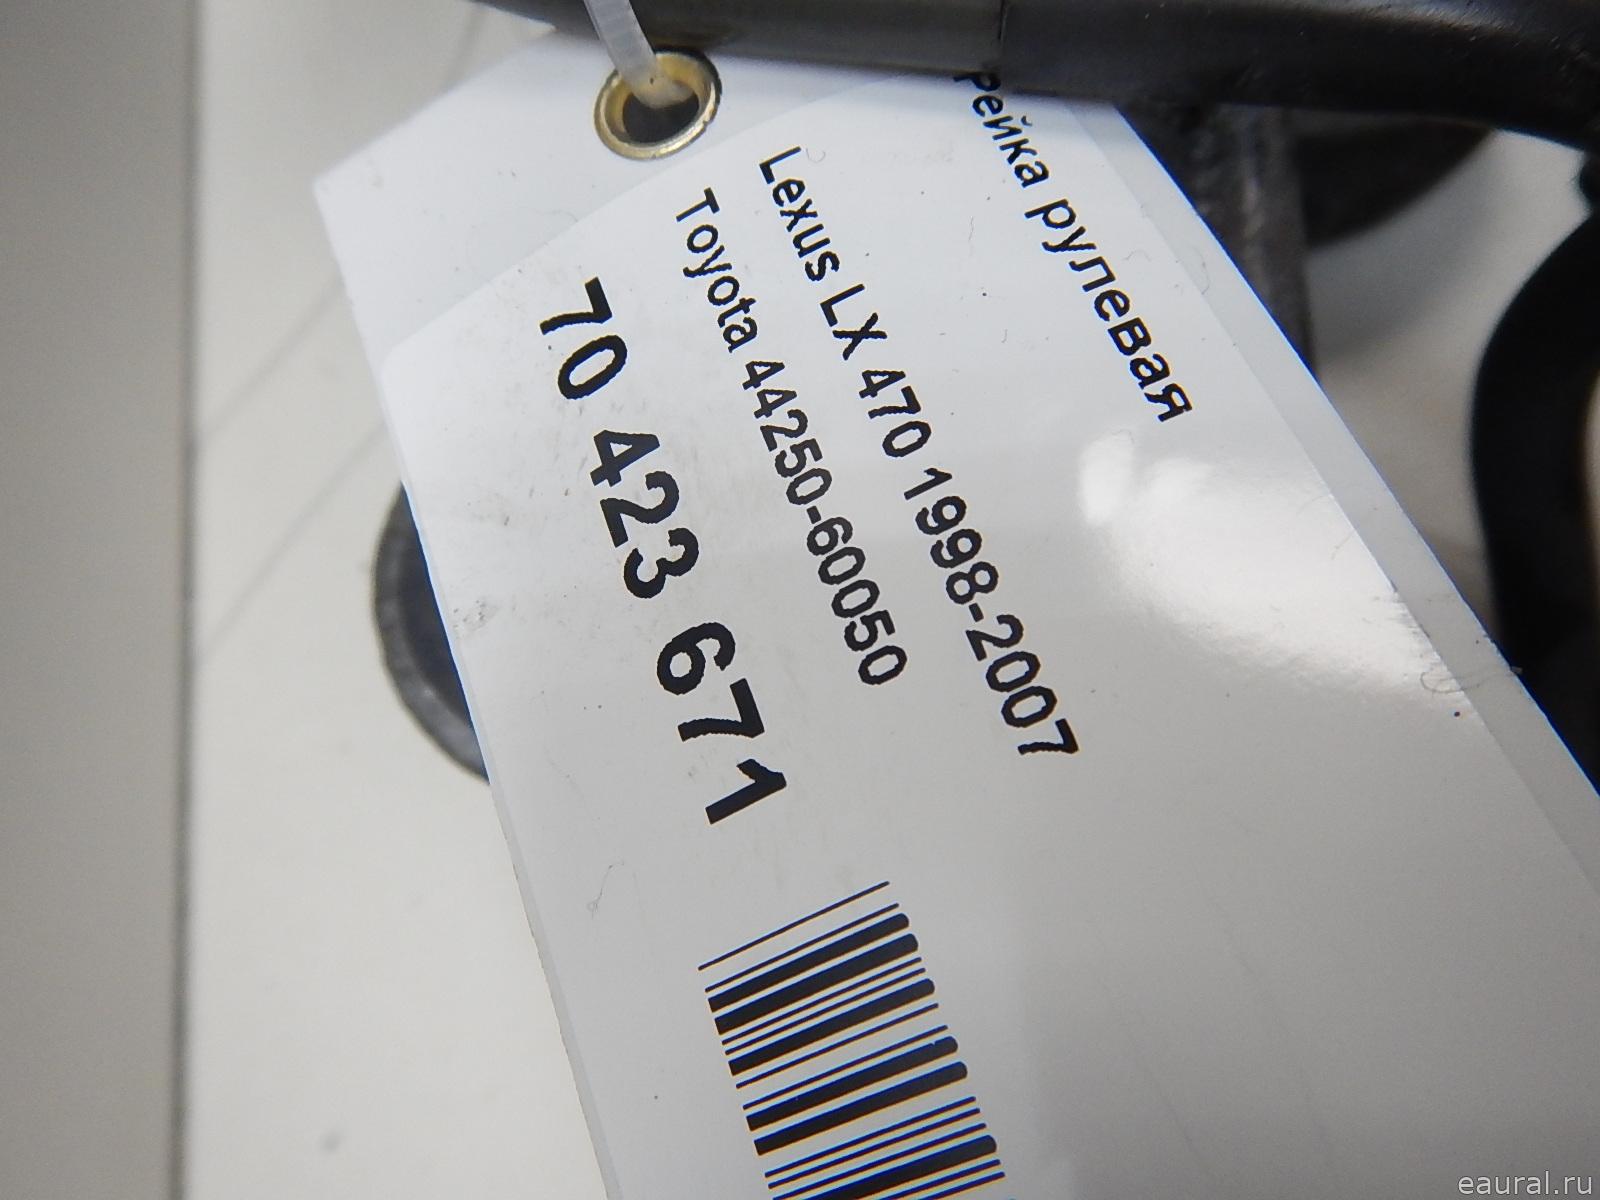 Рейка рулевая
Lexus LX 470 1998-2007
Toyota 44250-60050
70 423 671
eaural.ru